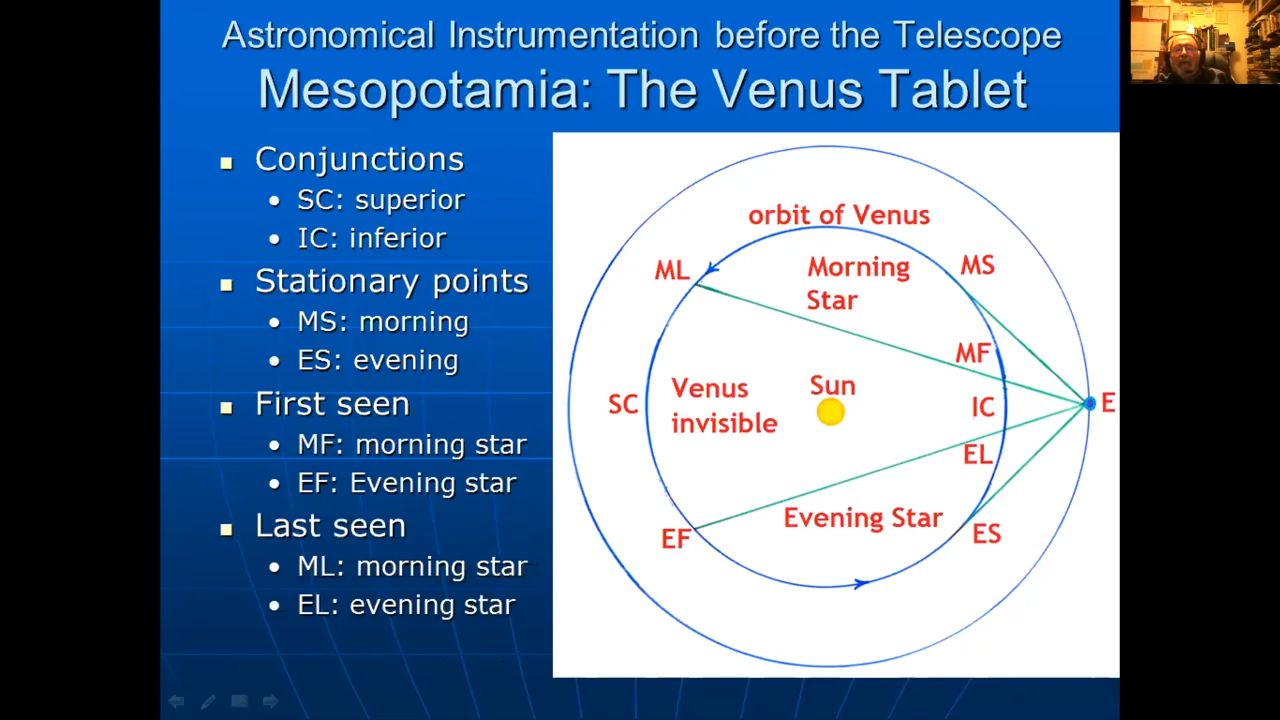 Astronomical Instrumentation before the Telescope
Mesopotamia: The Venus Tablet
Conjunctions
SC: superior
IC: inferior
Stationary points
MS: morning
ES: evening
First seen
MF: morning star
EF: Evening star
Last seen
ML: morning star
EL: evening star
orbit of Venus
ML
Morning
Star
MS
MF
Sun
Venus
invisible
SC
IC
E
EL
EF
Evening Star
ES